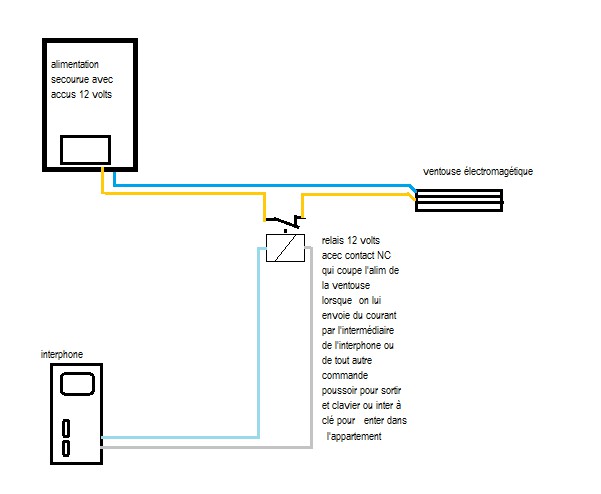 alimentation
secourue avec
accus 12 volts
ventouse électromagétique
relais 12 volts
acec contact NC
qui coupe l'alim de
la ventouse
lorsque on lui
envoie du courant
par l'intermédiaire
de l'interphone ou
de tout autre
commande
poussoir pour sortir
et clavier ou inter à
clé pour enter dans
l'appartement
interphone